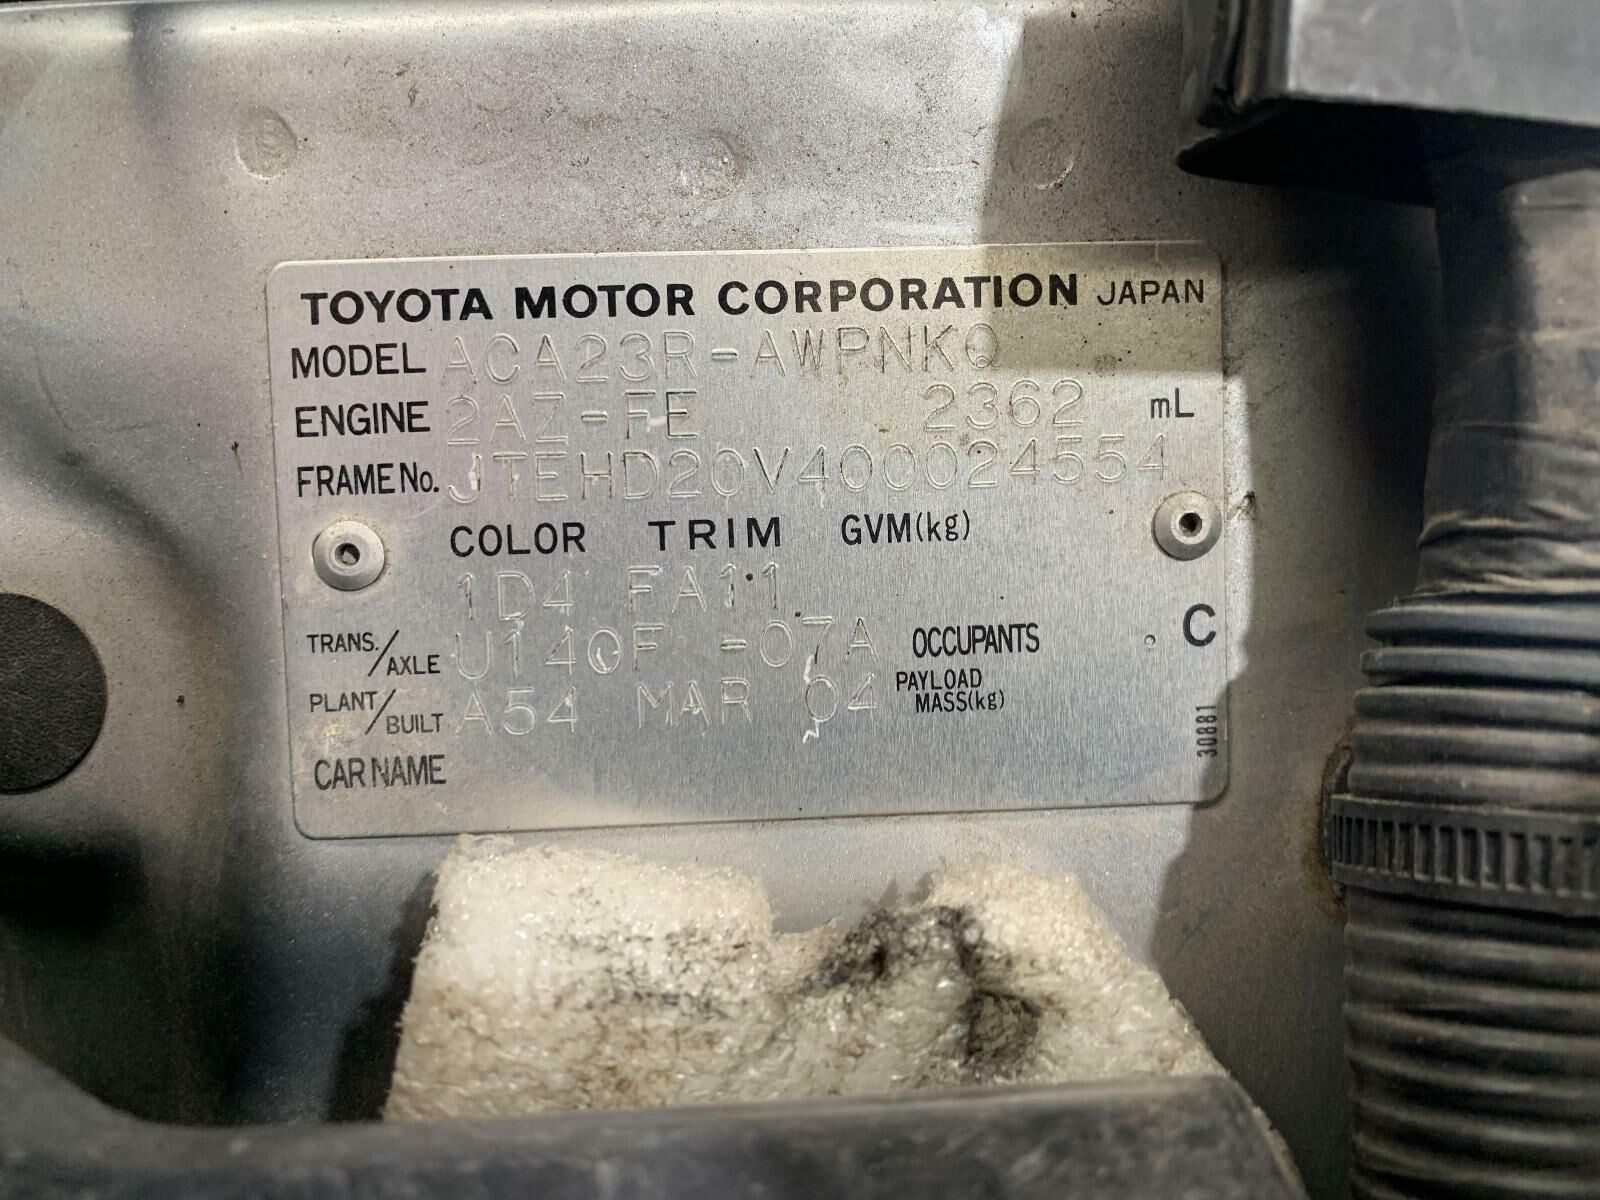 TOYOTA MOTOR CORPORATION JAPAN
MODEL ACA23R-AWPNKQ
ENGINE 2AZ-FE 2362 mL
FRAME No. JTEHD20V400024554
COLOR TRIM GVM(kg)
1D4 FA11
TRANS./AXLE U140F -07A OCCUPANTS C
PLANT/BUILT A54 MAR 04 PAYLOAD MASS(kg)
CAR NAME
30881